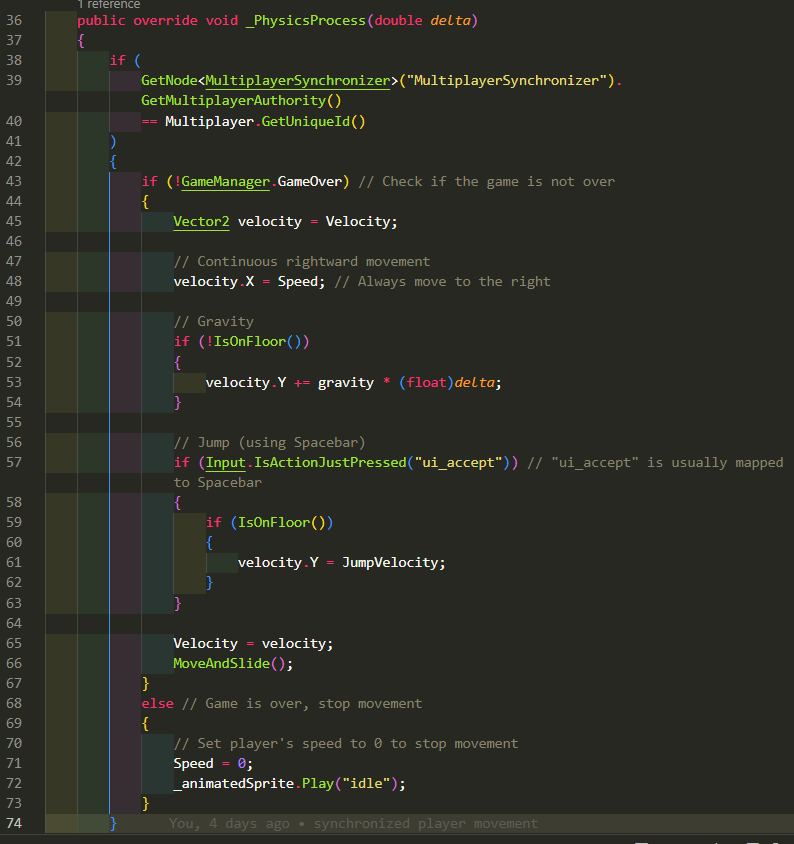 1 reference
36 public override void _PhysicsProcess(double delta)
37 {
38 if (
39 GetNode<MultiplayerSynchronizer>("MultiplayerSynchronizer").
GetMultiplayerAuthority()
40 == Multiplayer.GetUniqueId()
41 )
42 {
43 if (!GameManager.GameOver) // Check if the game is not over
44 {
45 Vector2 velocity = Velocity;
46
47 // Continuous rightward movement
48 velocity.X = Speed; // Always move to the right
49
50 // Gravity
51 if (!IsOnFloor())
52 {
53 velocity.Y += gravity * (float)delta;
54 }
55
56 // Jump (using Spacebar)
57 if (Input.IsActionJustPressed("ui_accept")) // "ui_accept" is usually mapped
to Spacebar
58 {
59 if (IsOnFloor())
60 {
61 velocity.Y = JumpVelocity;
62 }
63 }
64
65 Velocity = velocity;
66 MoveAndSlide();
67 }
68 else // Game is over, stop movement
69 {
70 // Set player's speed to 0 to stop movement
71 Speed = 0;
72 _animatedSprite.Play("idle");
73 }
74 } You, 4 days ago • synchronized player movement